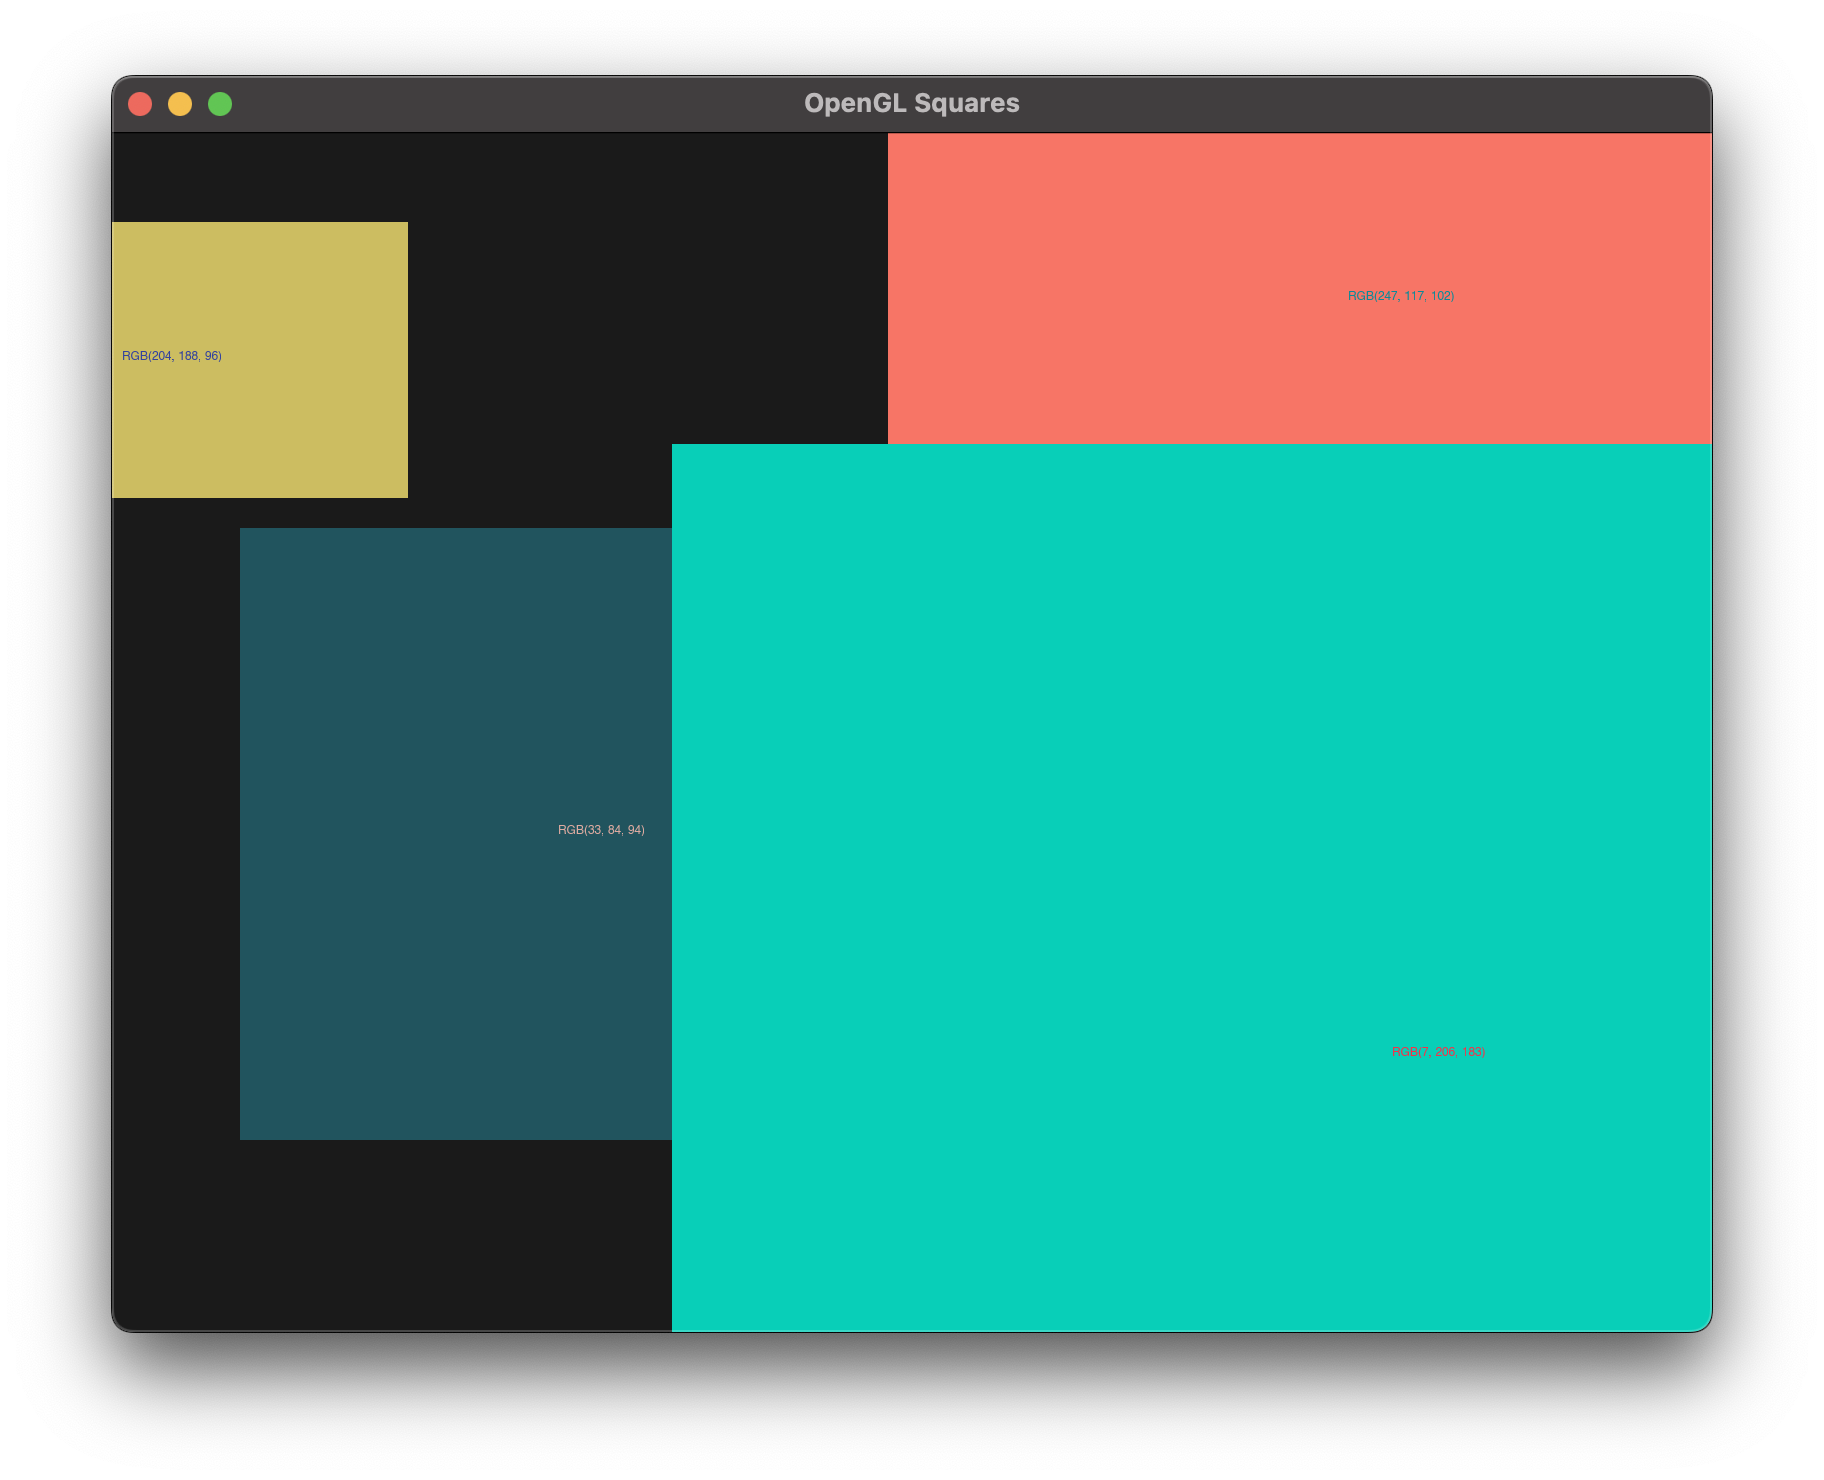 OpenGL Squares
RGB(247, 117, 102)
RGB(204, 188, 96)
RGB(33, 84, 94)
RGB(7, 206, 183)